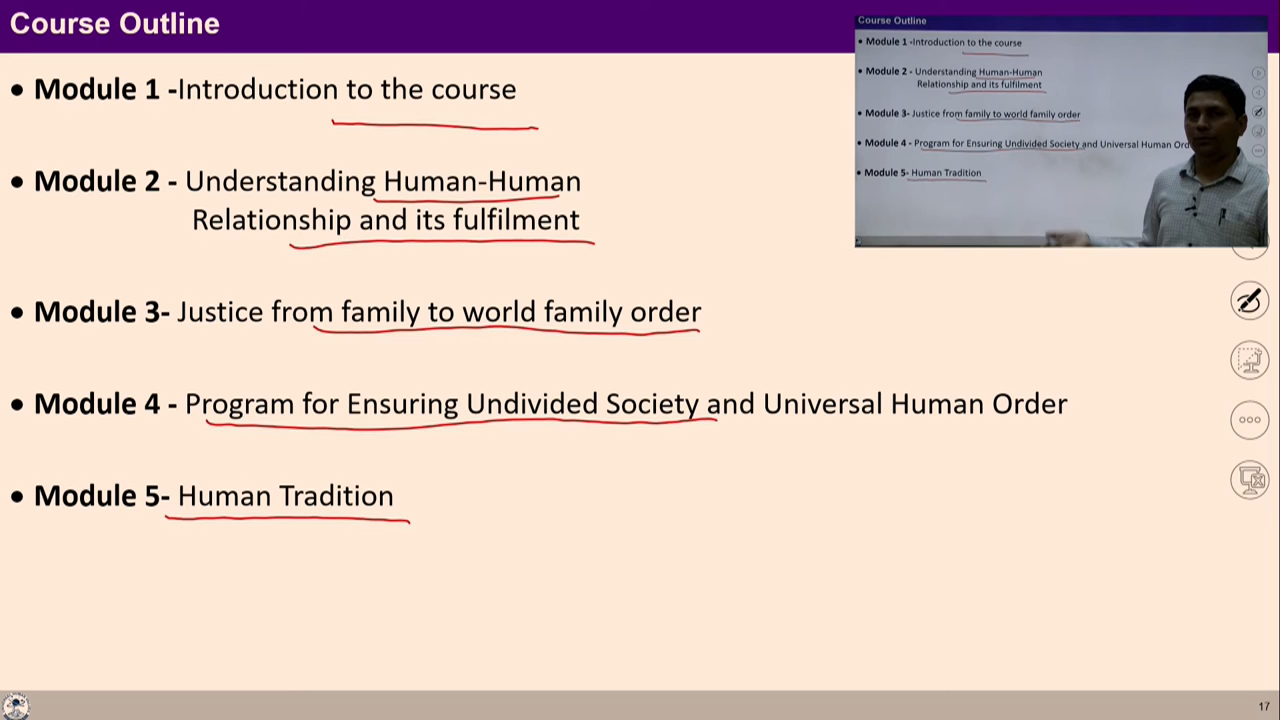 Course Outline
• Module 1 -Introduction to the course
• Module 2 - Understanding Human-Human
Relationship and its fulfilment
• Module 3- Justice from family to world family order
• Module 4 - Program for Ensuring Undivided Society and Universal Human Order
• Module 5- Human Tradition
Course Outline
• Module 1 -Introduction to the course
• Module 2 - Understanding Human-Human
Relationship and its fulfilment
• Module 3- Justice from family to world family order
• Module 4 - Program for Ensuring Undivided Society and Universal Human Ord
• Module 5- Human Tradition
17